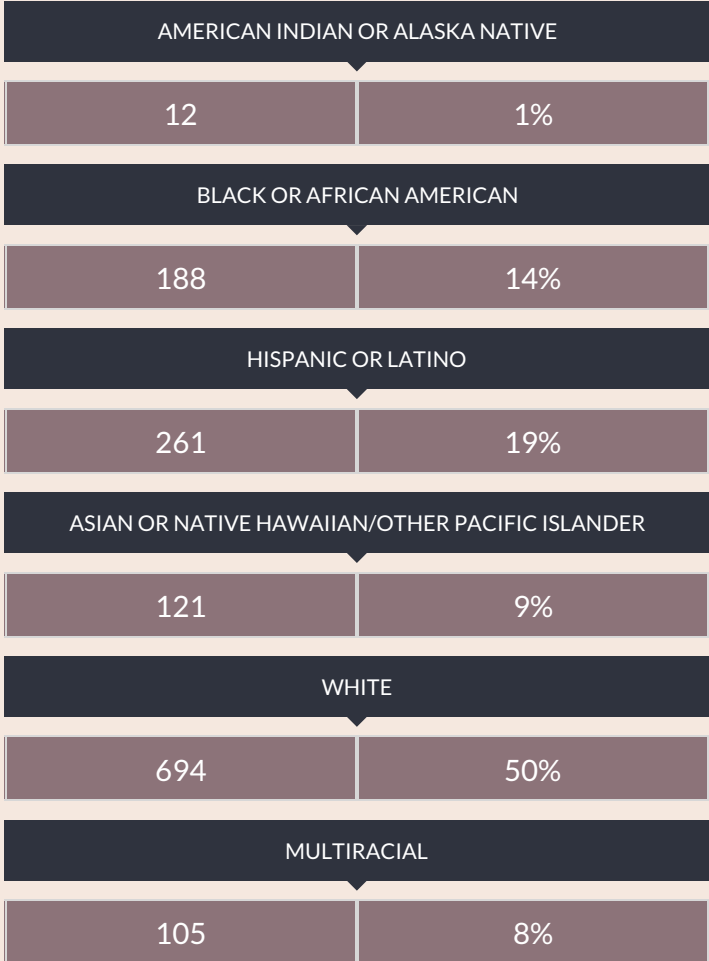 AMERICAN INDIAN OR ALASKA NATIVE
12 1%
BLACK OR AFRICAN AMERICAN
188 14%
HISPANIC OR LATINO
261 19%
ASIAN OR NATIVE HAWAIIAN/OTHER PACIFIC ISLANDER
121 9%
WHITE
694 50%
MULTIRACIAL
105 8%